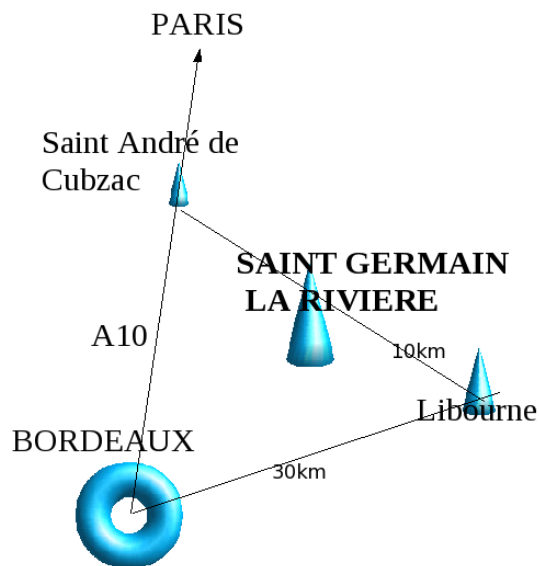 PARIS
Saint André de
Cubzac
SAINT GERMAIN
LA RIVIERE
A10
10km
Libourne
BORDEAUX
30km